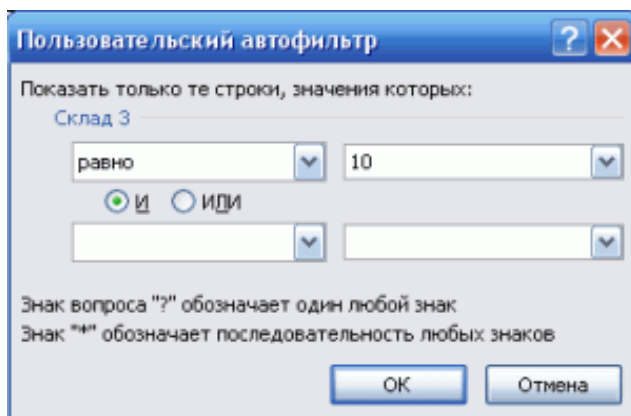 Пользовательский автофильтр
Показать только те строки, значения которых:
Склад 3
равно 10
И ИЛИ
Знак вопроса "?" обозначает один любой знак
Знак "*" обозначает последовательность любых знаков
ОК Отмена